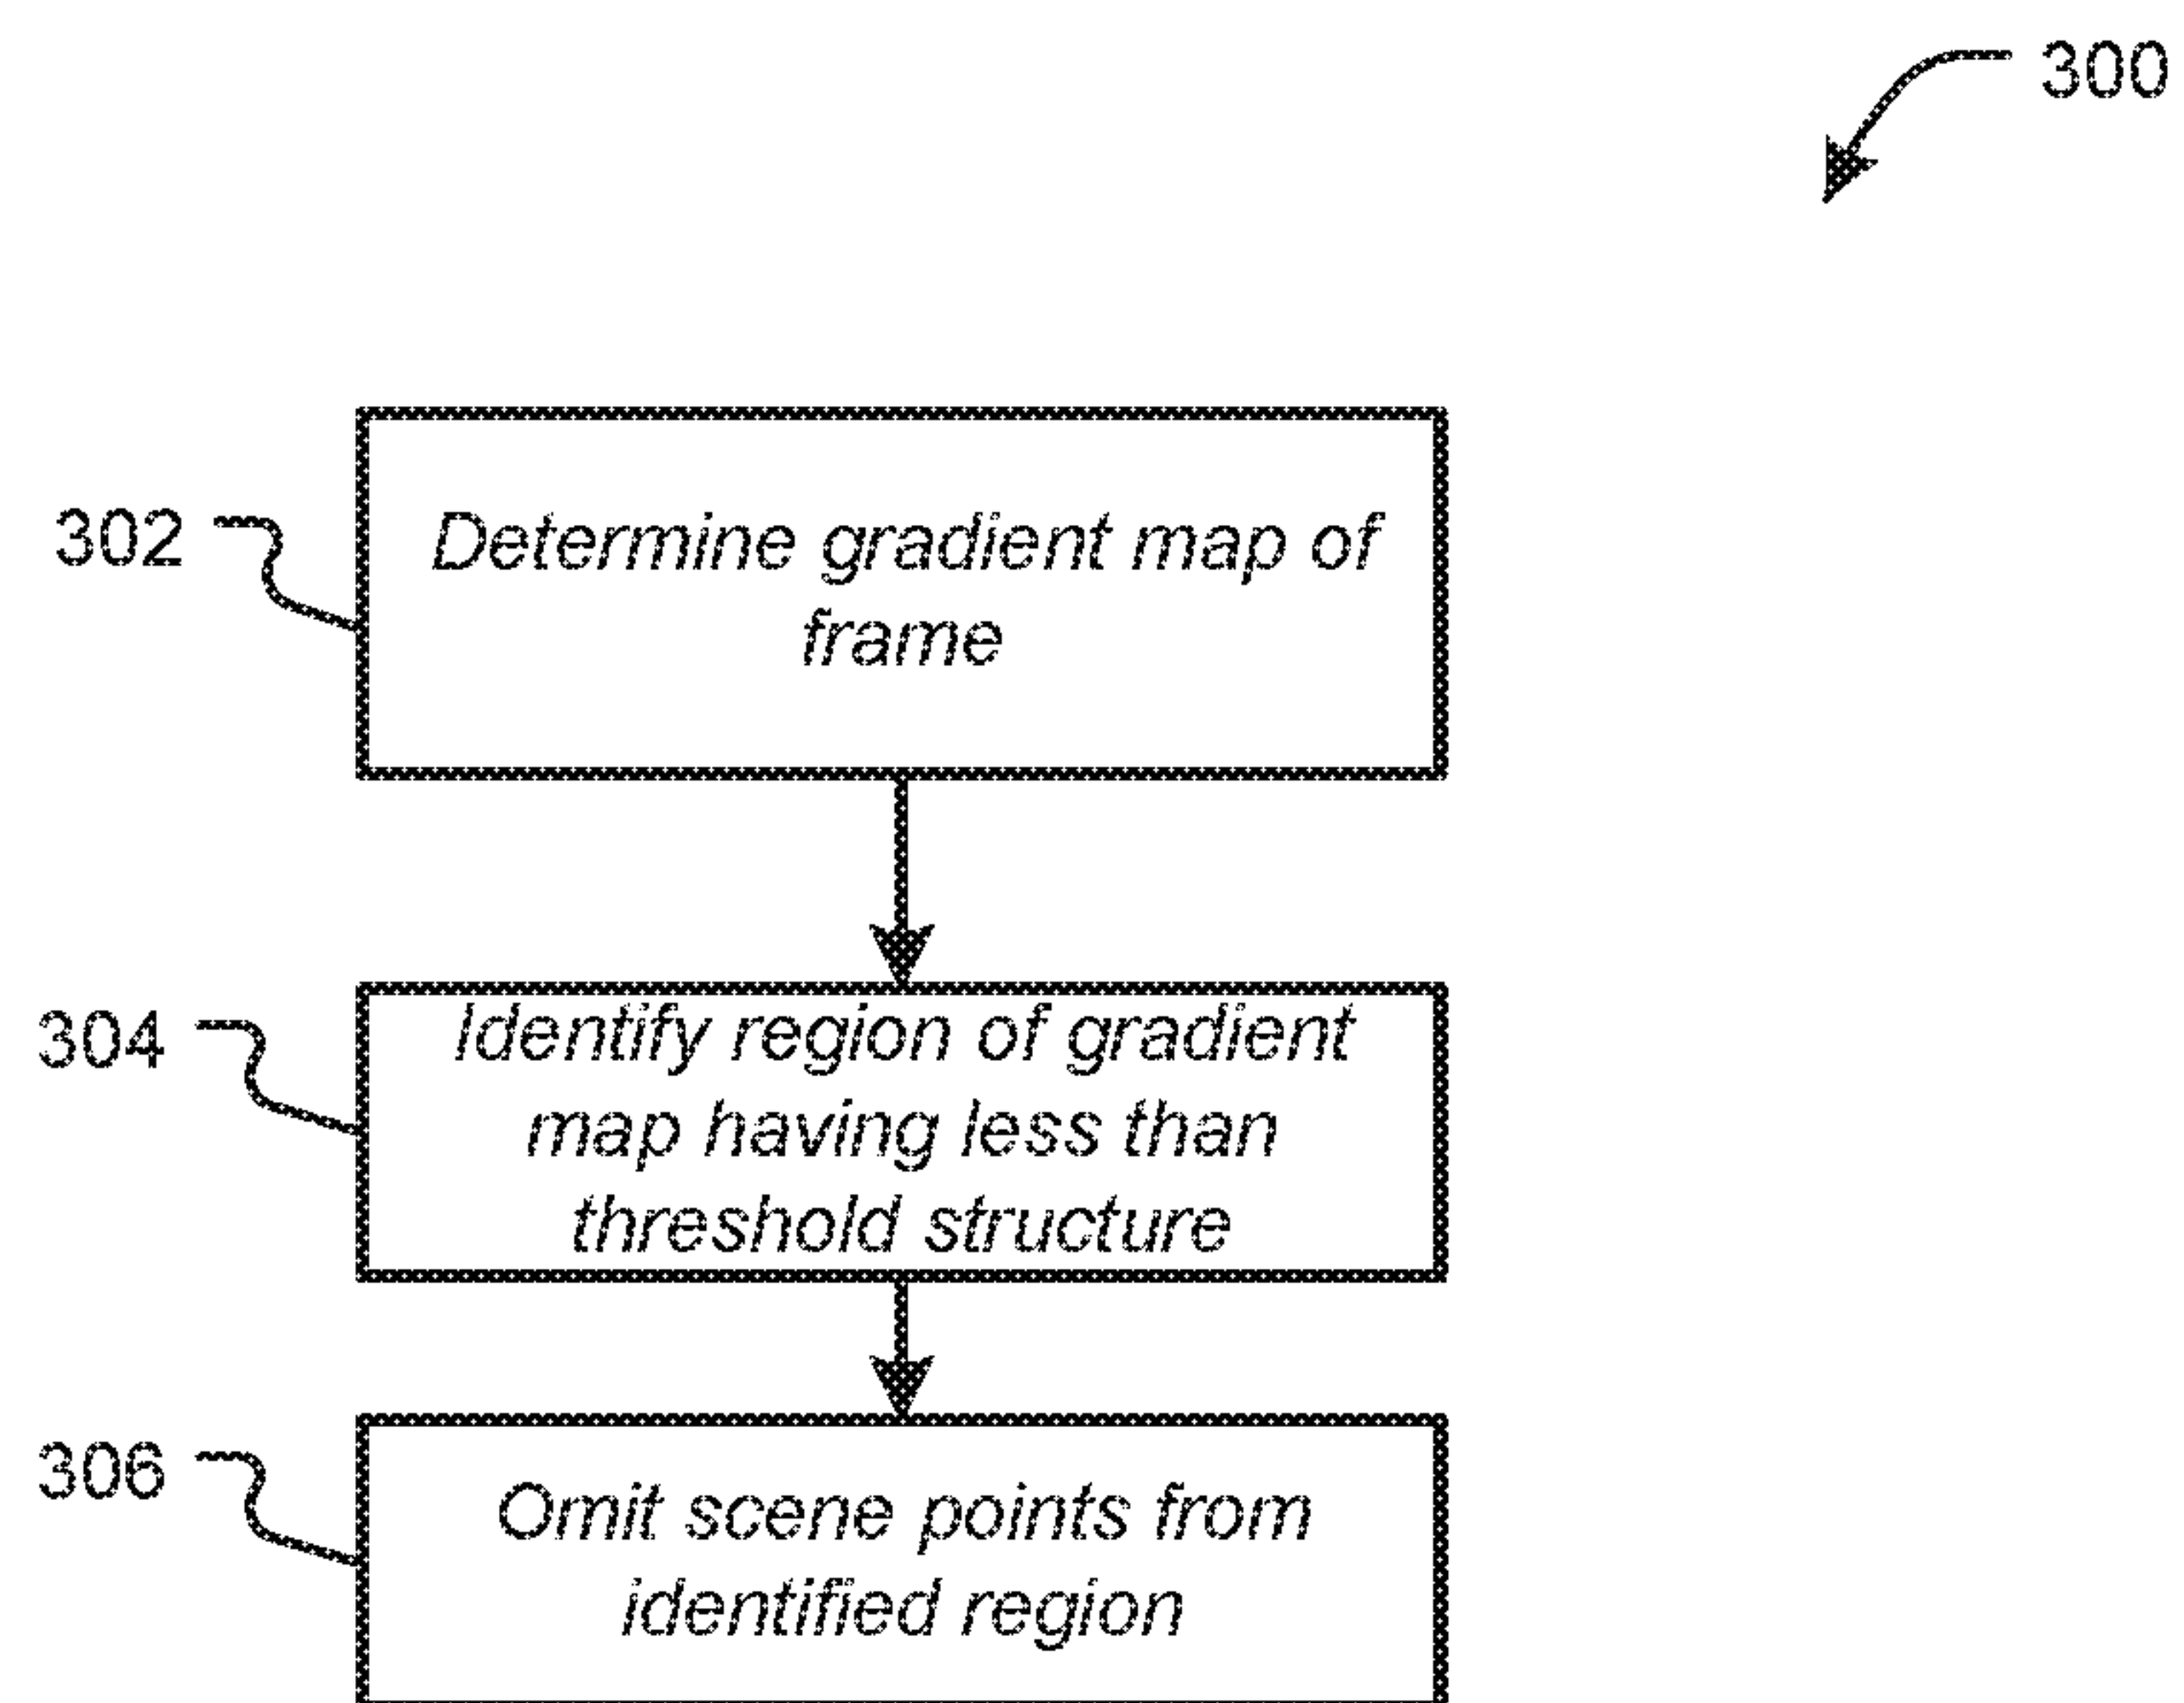 300
302
Determine gradient map of
frame
304
Identify region of gradient
map having less than
threshold structure
306
Omit scene points from
identified region